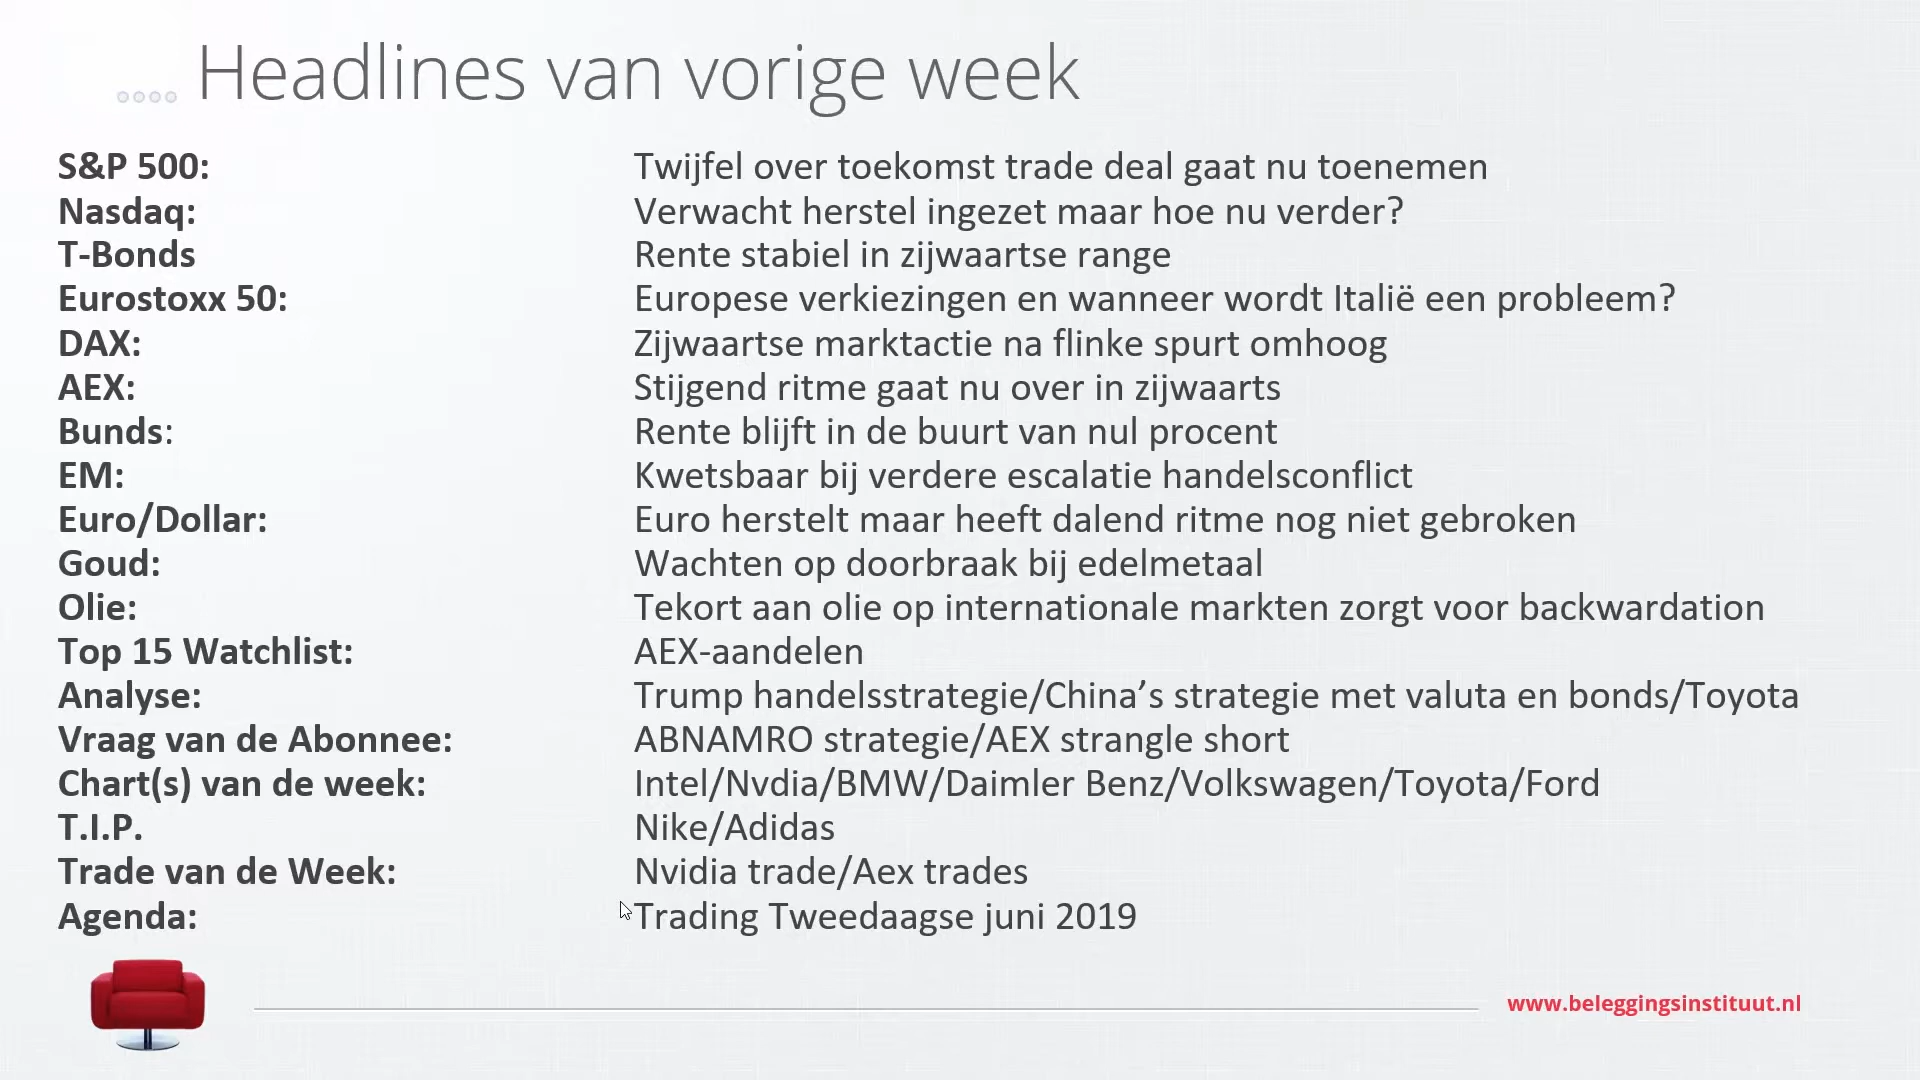 Headlines van vorige week
S&P 500: Twijfel over toekomst trade deal gaat nu toenemen
Nasdaq: Verwacht herstel ingezet maar hoe nu verder?
T-Bonds Rente stabiel in zijwaartse range
Eurostoxx 50: Europese verkiezingen en wanneer wordt Italië een probleem?
DAX: Zijwaartse marktactie na flinke spurt omhoog
AEX: Stijgend ritme gaat nu over in zijwaarts
Bunds: Rente blijft in de buurt van nul procent
EM: Kwetsbaar bij verdere escalatie handelsconflict
Euro/Dollar: Euro herstelt maar heeft dalend ritme nog niet gebroken
Goud: Wachten op doorbraak bij edelmetaal
Olie: Tekort aan olie op internationale markten zorgt voor backwardation
Top 15 Watchlist: AEX-aandelen
Analyse: Trump handelsstrategie/China’s strategie met valuta en bonds/Toyota
Vraag van de Abonnee: ABNAMRO strategie/AEX strangle short
Chart(s) van de week: Intel/Nvdia/BMW/Daimler Benz/Volkswagen/Toyota/Ford
T.I.P. Nike/Adidas
Trade van de Week: Nvidia trade/Aex trades
Agenda: Trading Tweedaagse juni 2019
www.beleggingsinstituut.nl